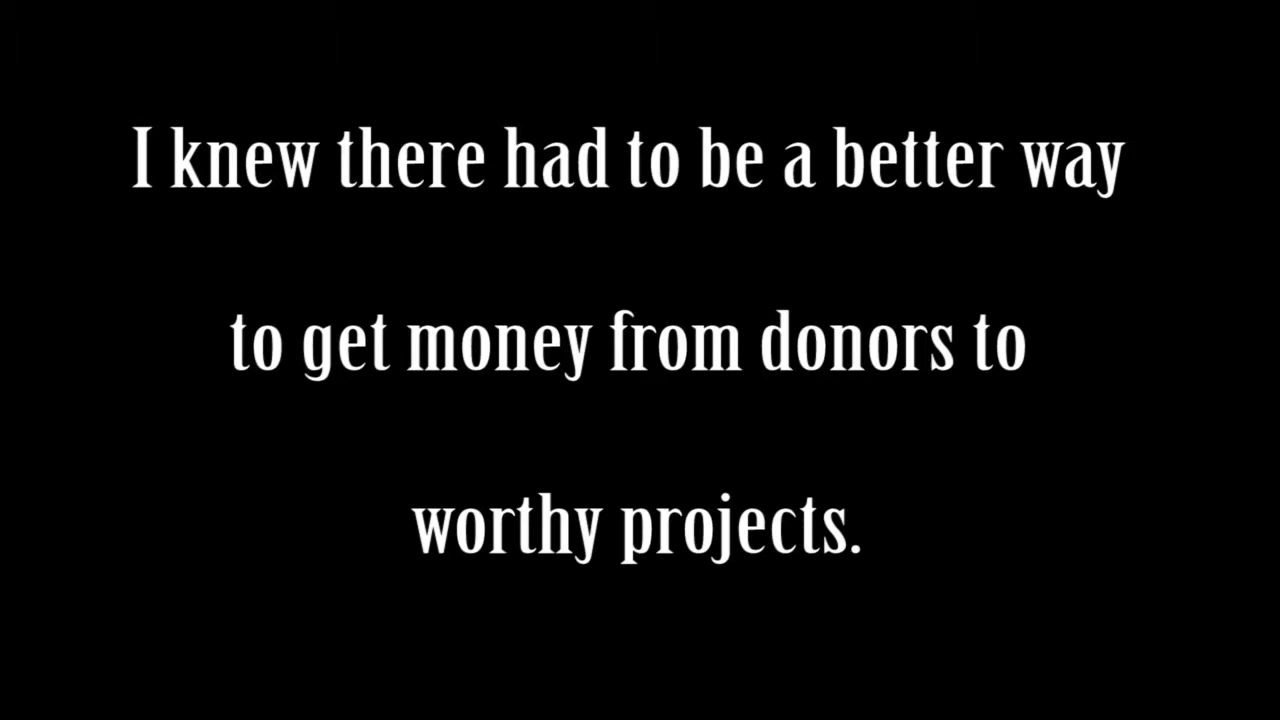 I knew there had to be a better way
to get money from donors to
worthy projects.